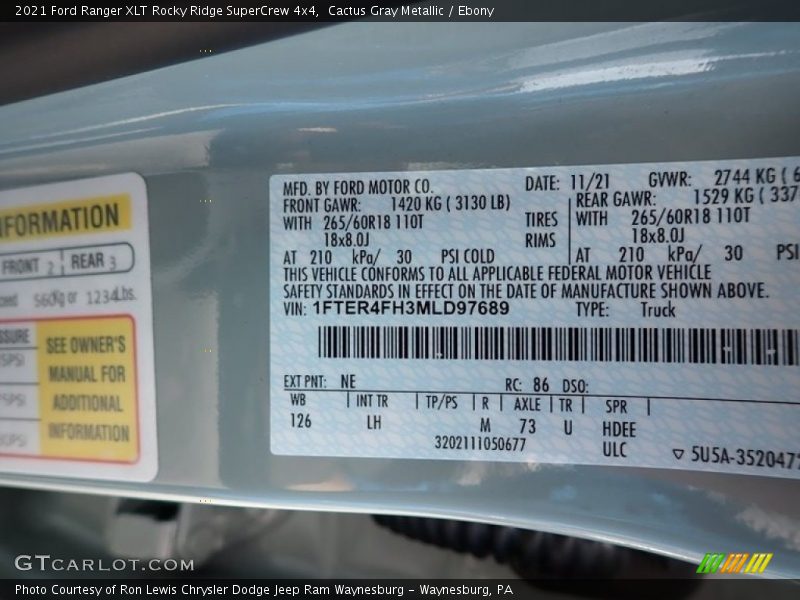 2021 Ford Ranger XLT Rocky Ridge SuperCrew 4x4, Cactus Gray Metallic / Ebony
INFORMATION
FRONT 2 REAR 3
560kg or 1234Lbs.
SEE OWNER'S
MANUAL FOR
ADDITIONAL
INFORMATION
MFD. BY FORD MOTOR CO. DATE: 11/21 GVWR: 2744 KG ( 6
FRONT GAWR: 1420 KG ( 3130 LB) REAR GAWR: 1529 KG ( 337
WITH 265/60R18 110T TIRES WITH 265/60R18 110T
18x8.0J RIMS 18x8.0J
AT 210 kPa/ 30 PSI COLD AT 210 kPa/ 30 PSI
THIS VEHICLE CONFORMS TO ALL APPLICABLE FEDERAL MOTOR VEHICLE
SAFETY STANDARDS IN EFFECT ON THE DATE OF MANUFACTURE SHOWN ABOVE.
VIN: 1FTER4FH3MLD97689 TYPE: Truck
EXT PNT: NE RC: 86 DSO:
WB INT TR TP/PS R AXLE TR SPR
126 LH M 73 U HDEE
3202111050677 ULC ▽ 5U5A-3520472
GTCARLOT.COM
Photo Courtesy of Ron Lewis Chrysler Dodge Jeep Ram Waynesburg – Waynesburg, PA